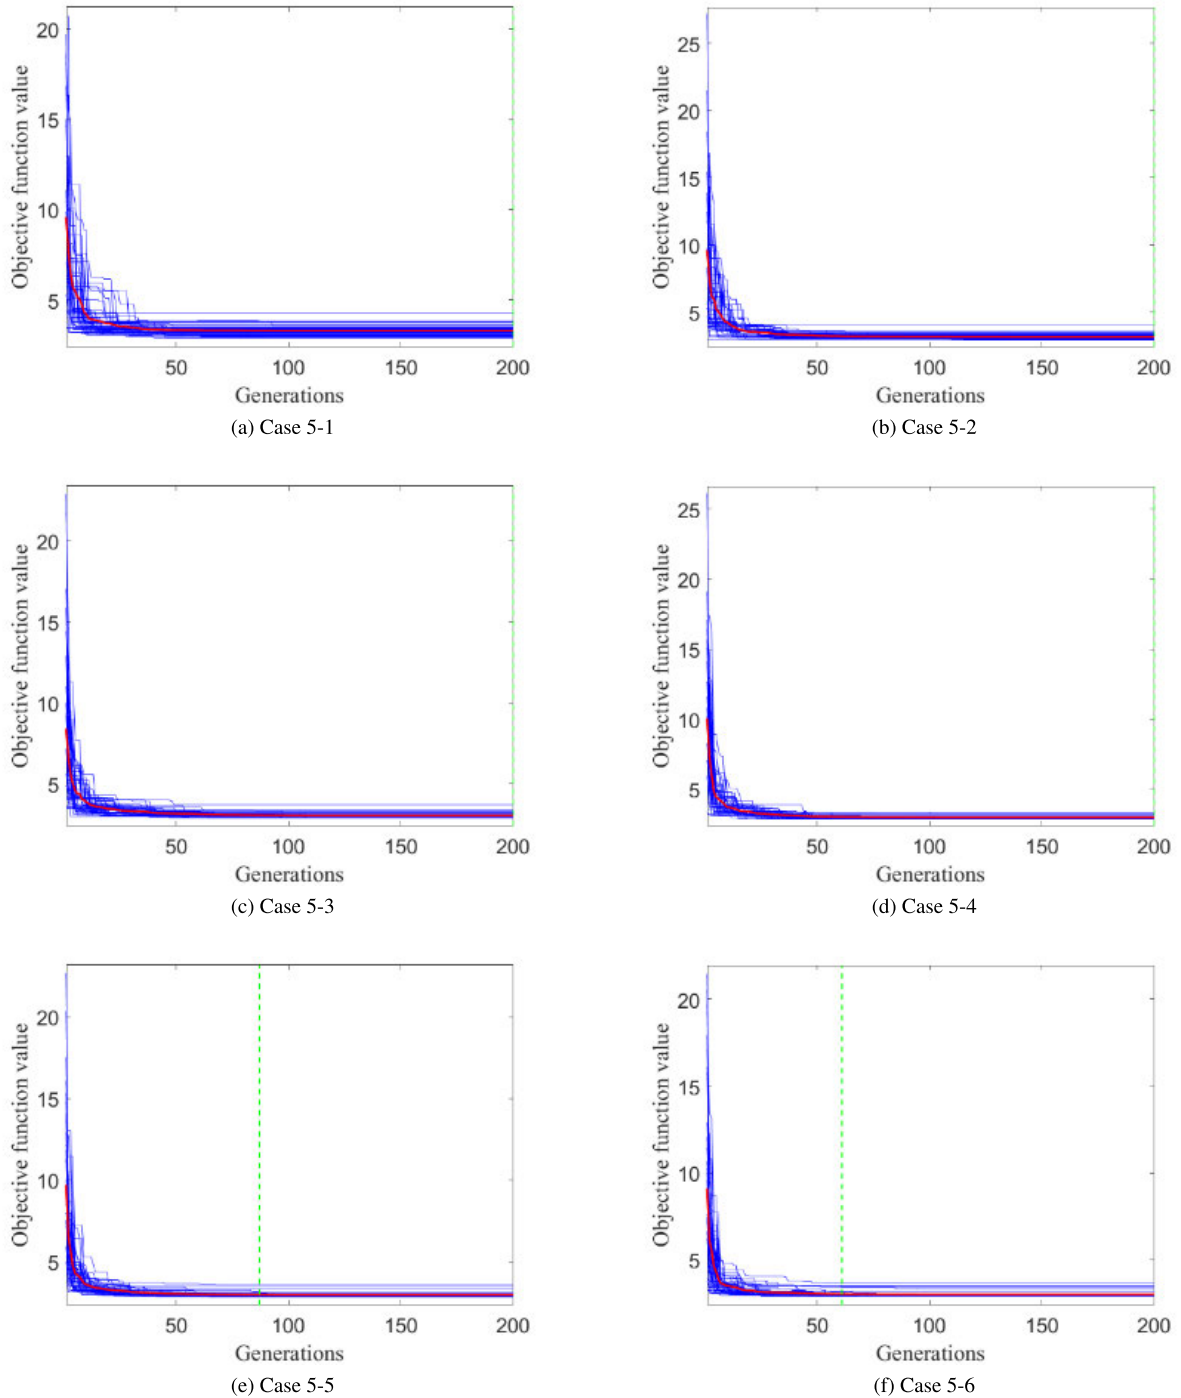 Objective function value
20
15
10
5
50 100 150 200
Generations
(a) Case 5-1
Objective function value
25
20
15
10
5
50 100 150 200
Generations
(b) Case 5-2
Objective function value
20
15
10
5
50 100 150 200
Generations
(c) Case 5-3
Objective function value
25
20
15
10
5
50 100 150 200
Generations
(d) Case 5-4
Objective function value
20
15
10
5
50 100 150 200
Generations
(e) Case 5-5
Objective function value
20
15
10
5
50 100 150 200
Generations
(f) Case 5-6